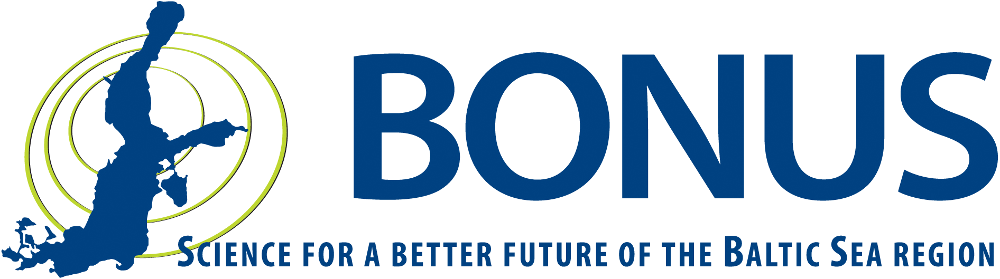 BONUS
Science for a better future of the Baltic Sea region